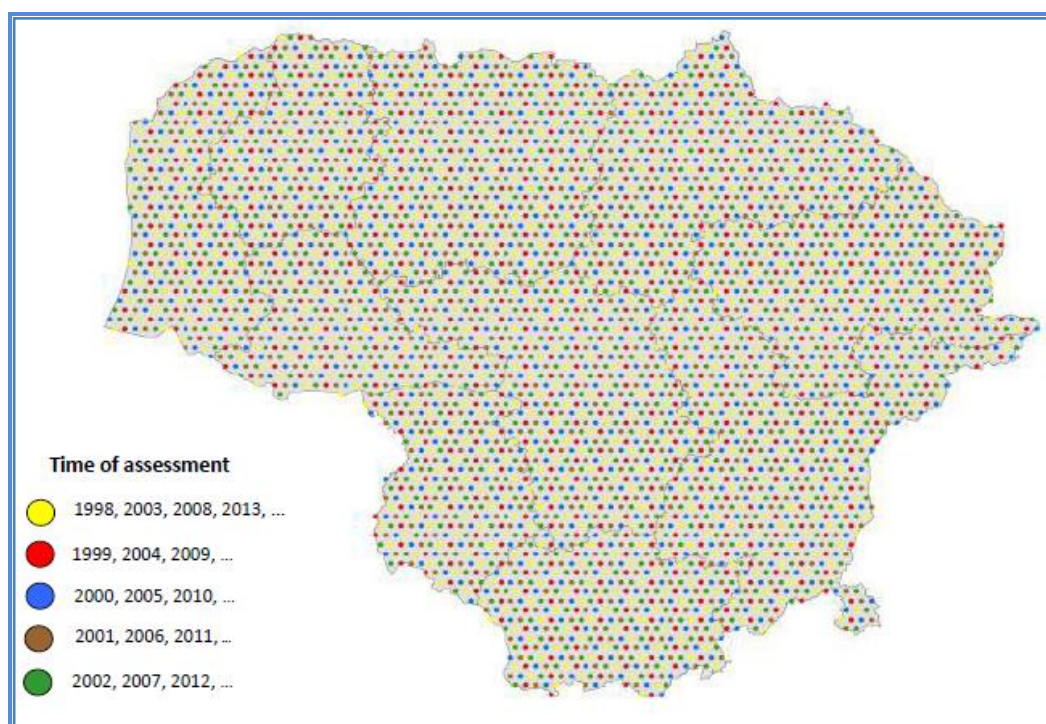 Time of assessment
1998, 2003, 2008, 2013, ...
1999, 2004, 2009, ...
2000, 2005, 2010, ...
2001, 2006, 2011, ...
2002, 2007, 2012, ...